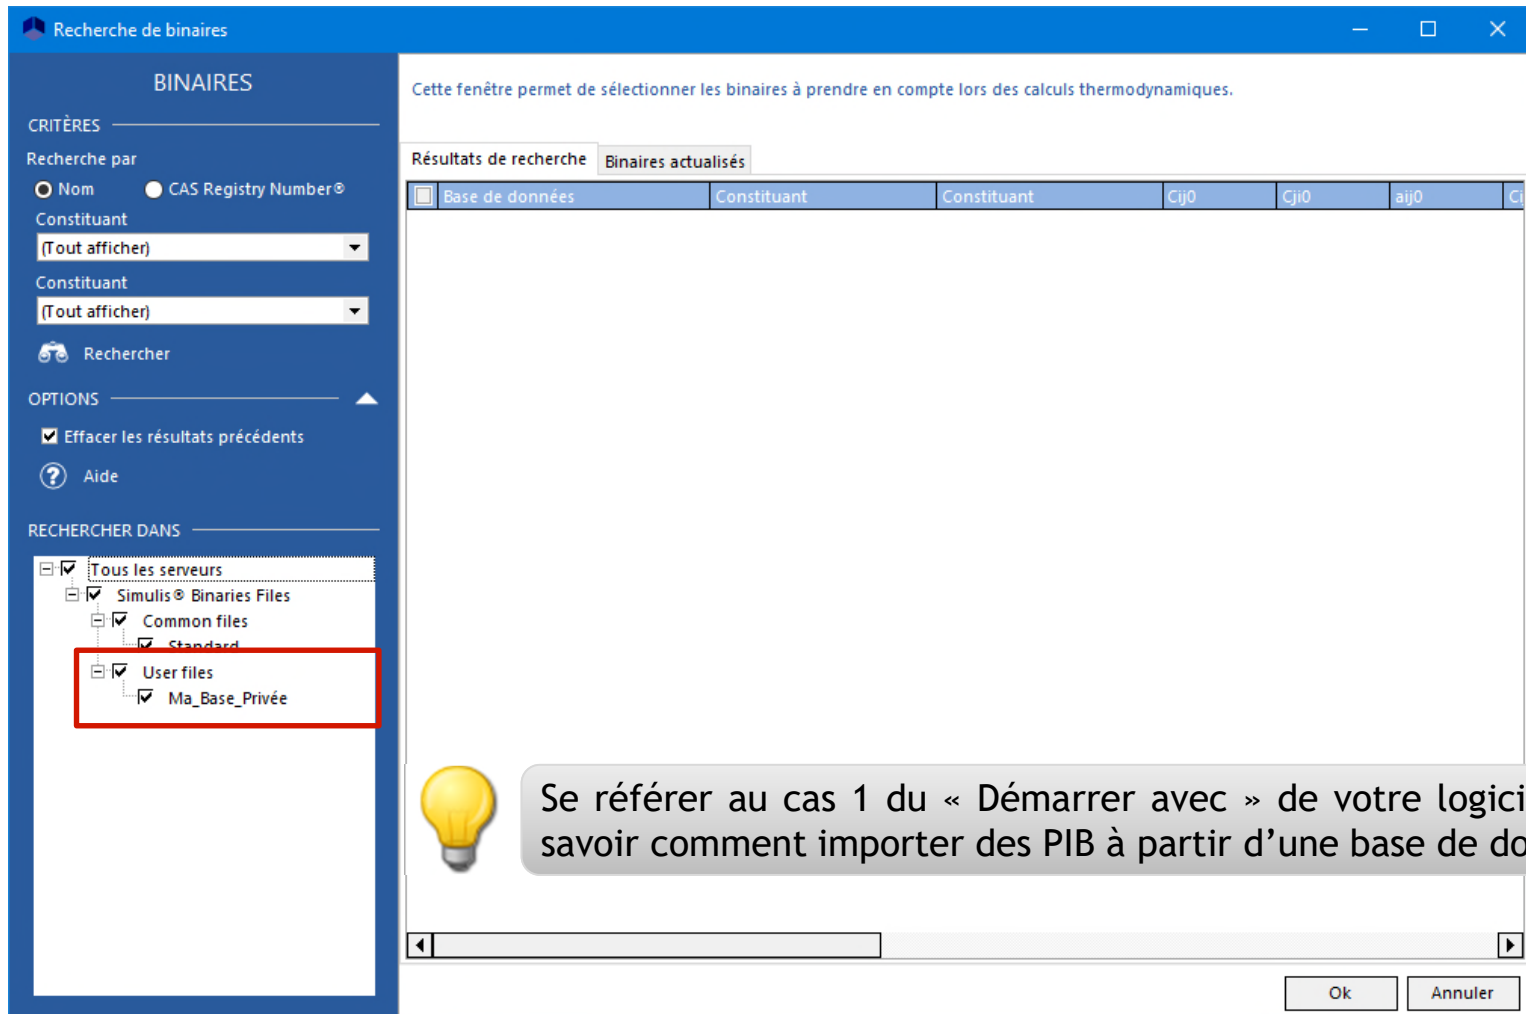 Recherche de binaires
BINAIRES
CRITÈRES
Recherche par
Nom CAS Registry Number®
Constituant
(Tout afficher)
Constituant
(Tout afficher)
Rechercher
OPTIONS
Effacer les résultats précédents
? Aide
RECHERCHER DANS
Tous les serveurs
Simulis® Binaries Files
Common files
Standard
User files
Ma_Base_Privée
Cette fenêtre permet de sélectionner les binaires à prendre en compte lors des calculs thermodynamiques.
Résultats de recherche Binaires actualisés
Base de données Constituant Constituant Cij0 Cji0 aij0
Se référer au cas 1 du « Démarrer avec » de votre logici
savoir comment importer des PIB à partir d’une base de do
Ok Annuler